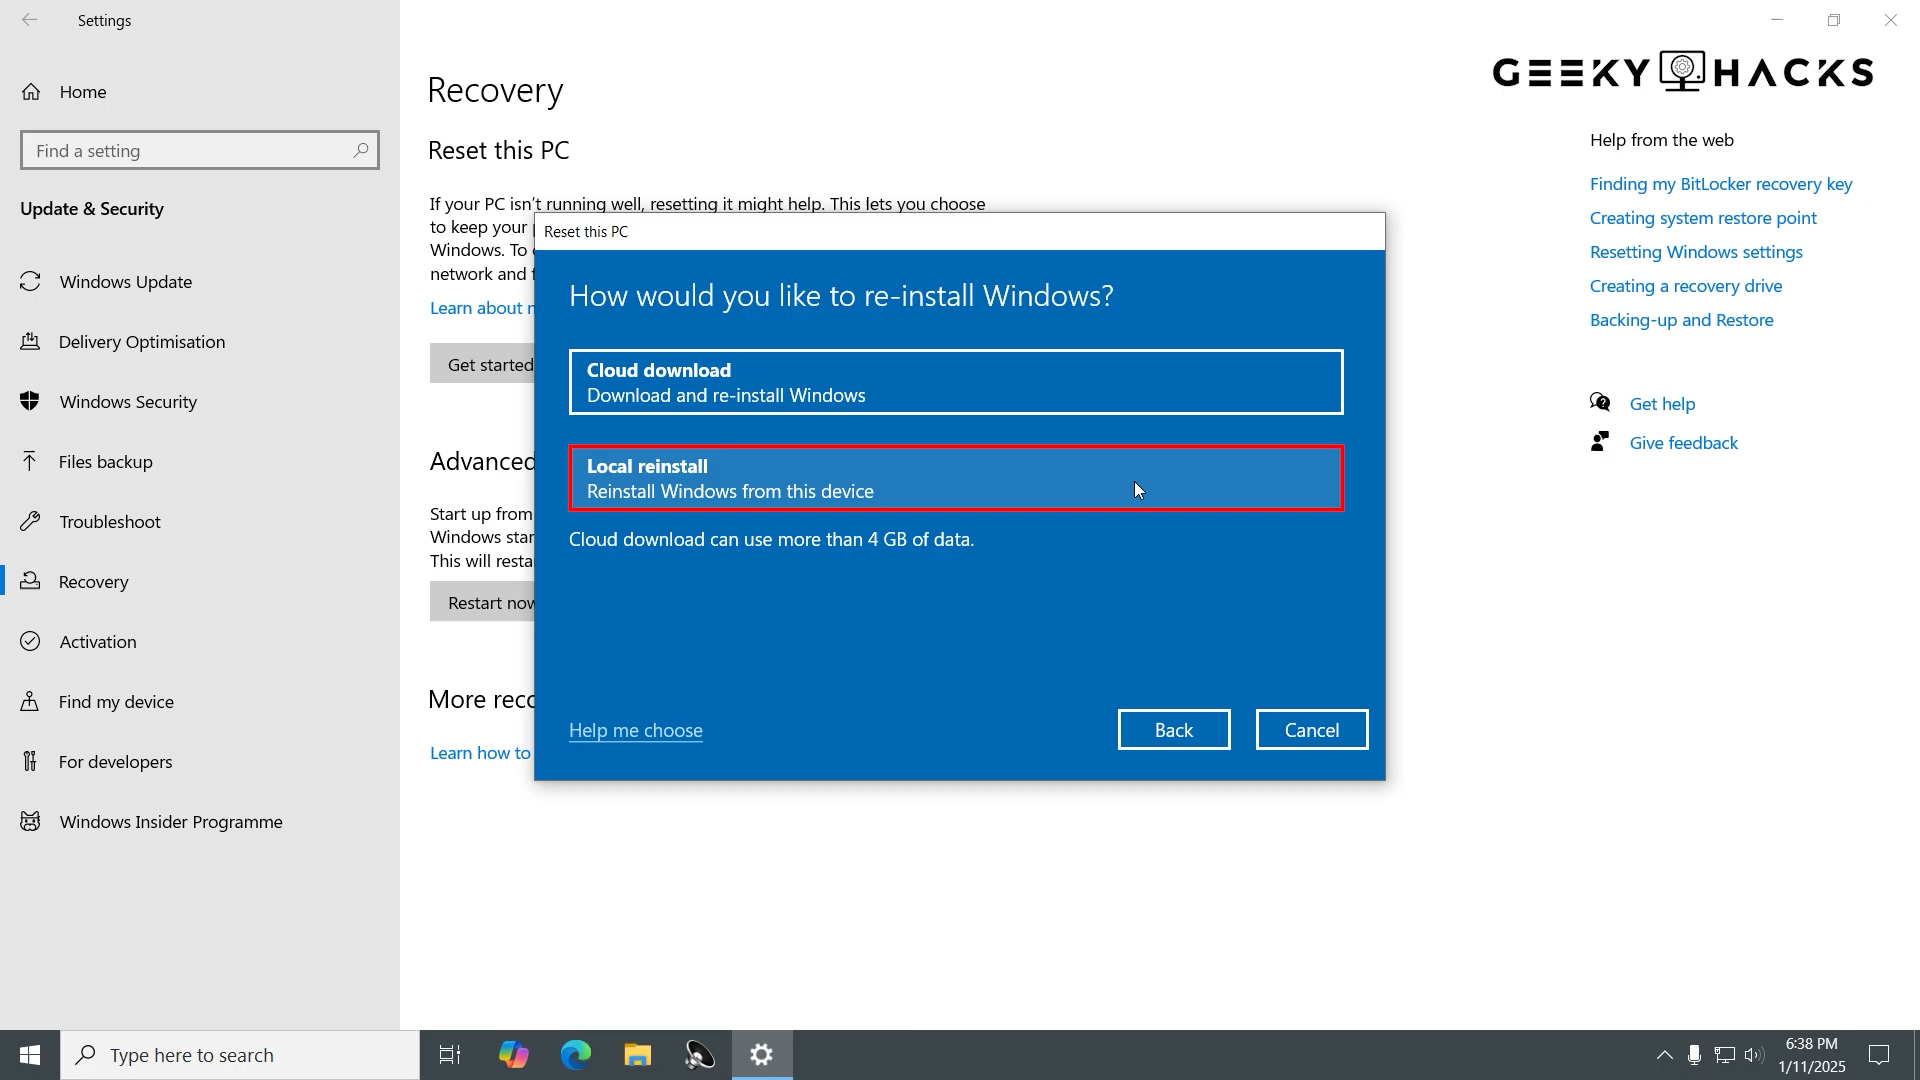 Settings
Home
Find a setting
Update & Security
Windows Update
Delivery Optimisation
Windows Security
Files backup
Troubleshoot
Recovery
Activation
Find my device
For developers
Windows Insider Programme
Recovery
Reset this PC
If your PC isn't running well, resetting it might help. This lets you choose
to keep your
Windows. To
network and
Learn about
Get started
Advanced
Start up from
Windows star
This will resta
Restart now
More reco
Learn how to
Reset this PC
How would you like to re-install Windows?
Cloud download
Download and re-install Windows
Local reinstall
Reinstall Windows from this device
Cloud download can use more than 4 GB of data.
Help me choose
Back
Cancel
GEEKY HACKS
Help from the web
Finding my BitLocker recovery key
Creating system restore point
Resetting Windows settings
Creating a recovery drive
Backing-up and Restore
Get help
Give feedback
Type here to search
6:38 PM
1/11/2025